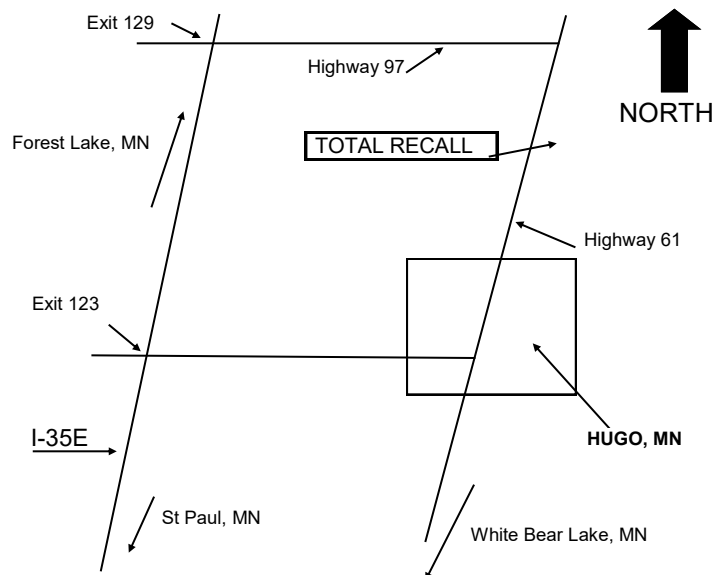 Exit 129
Highway 97
NORTH
Forest Lake, MN
TOTAL RECALL
Highway 61
Exit 123
I-35E
HUGO, MN
St Paul, MN
White Bear Lake, MN